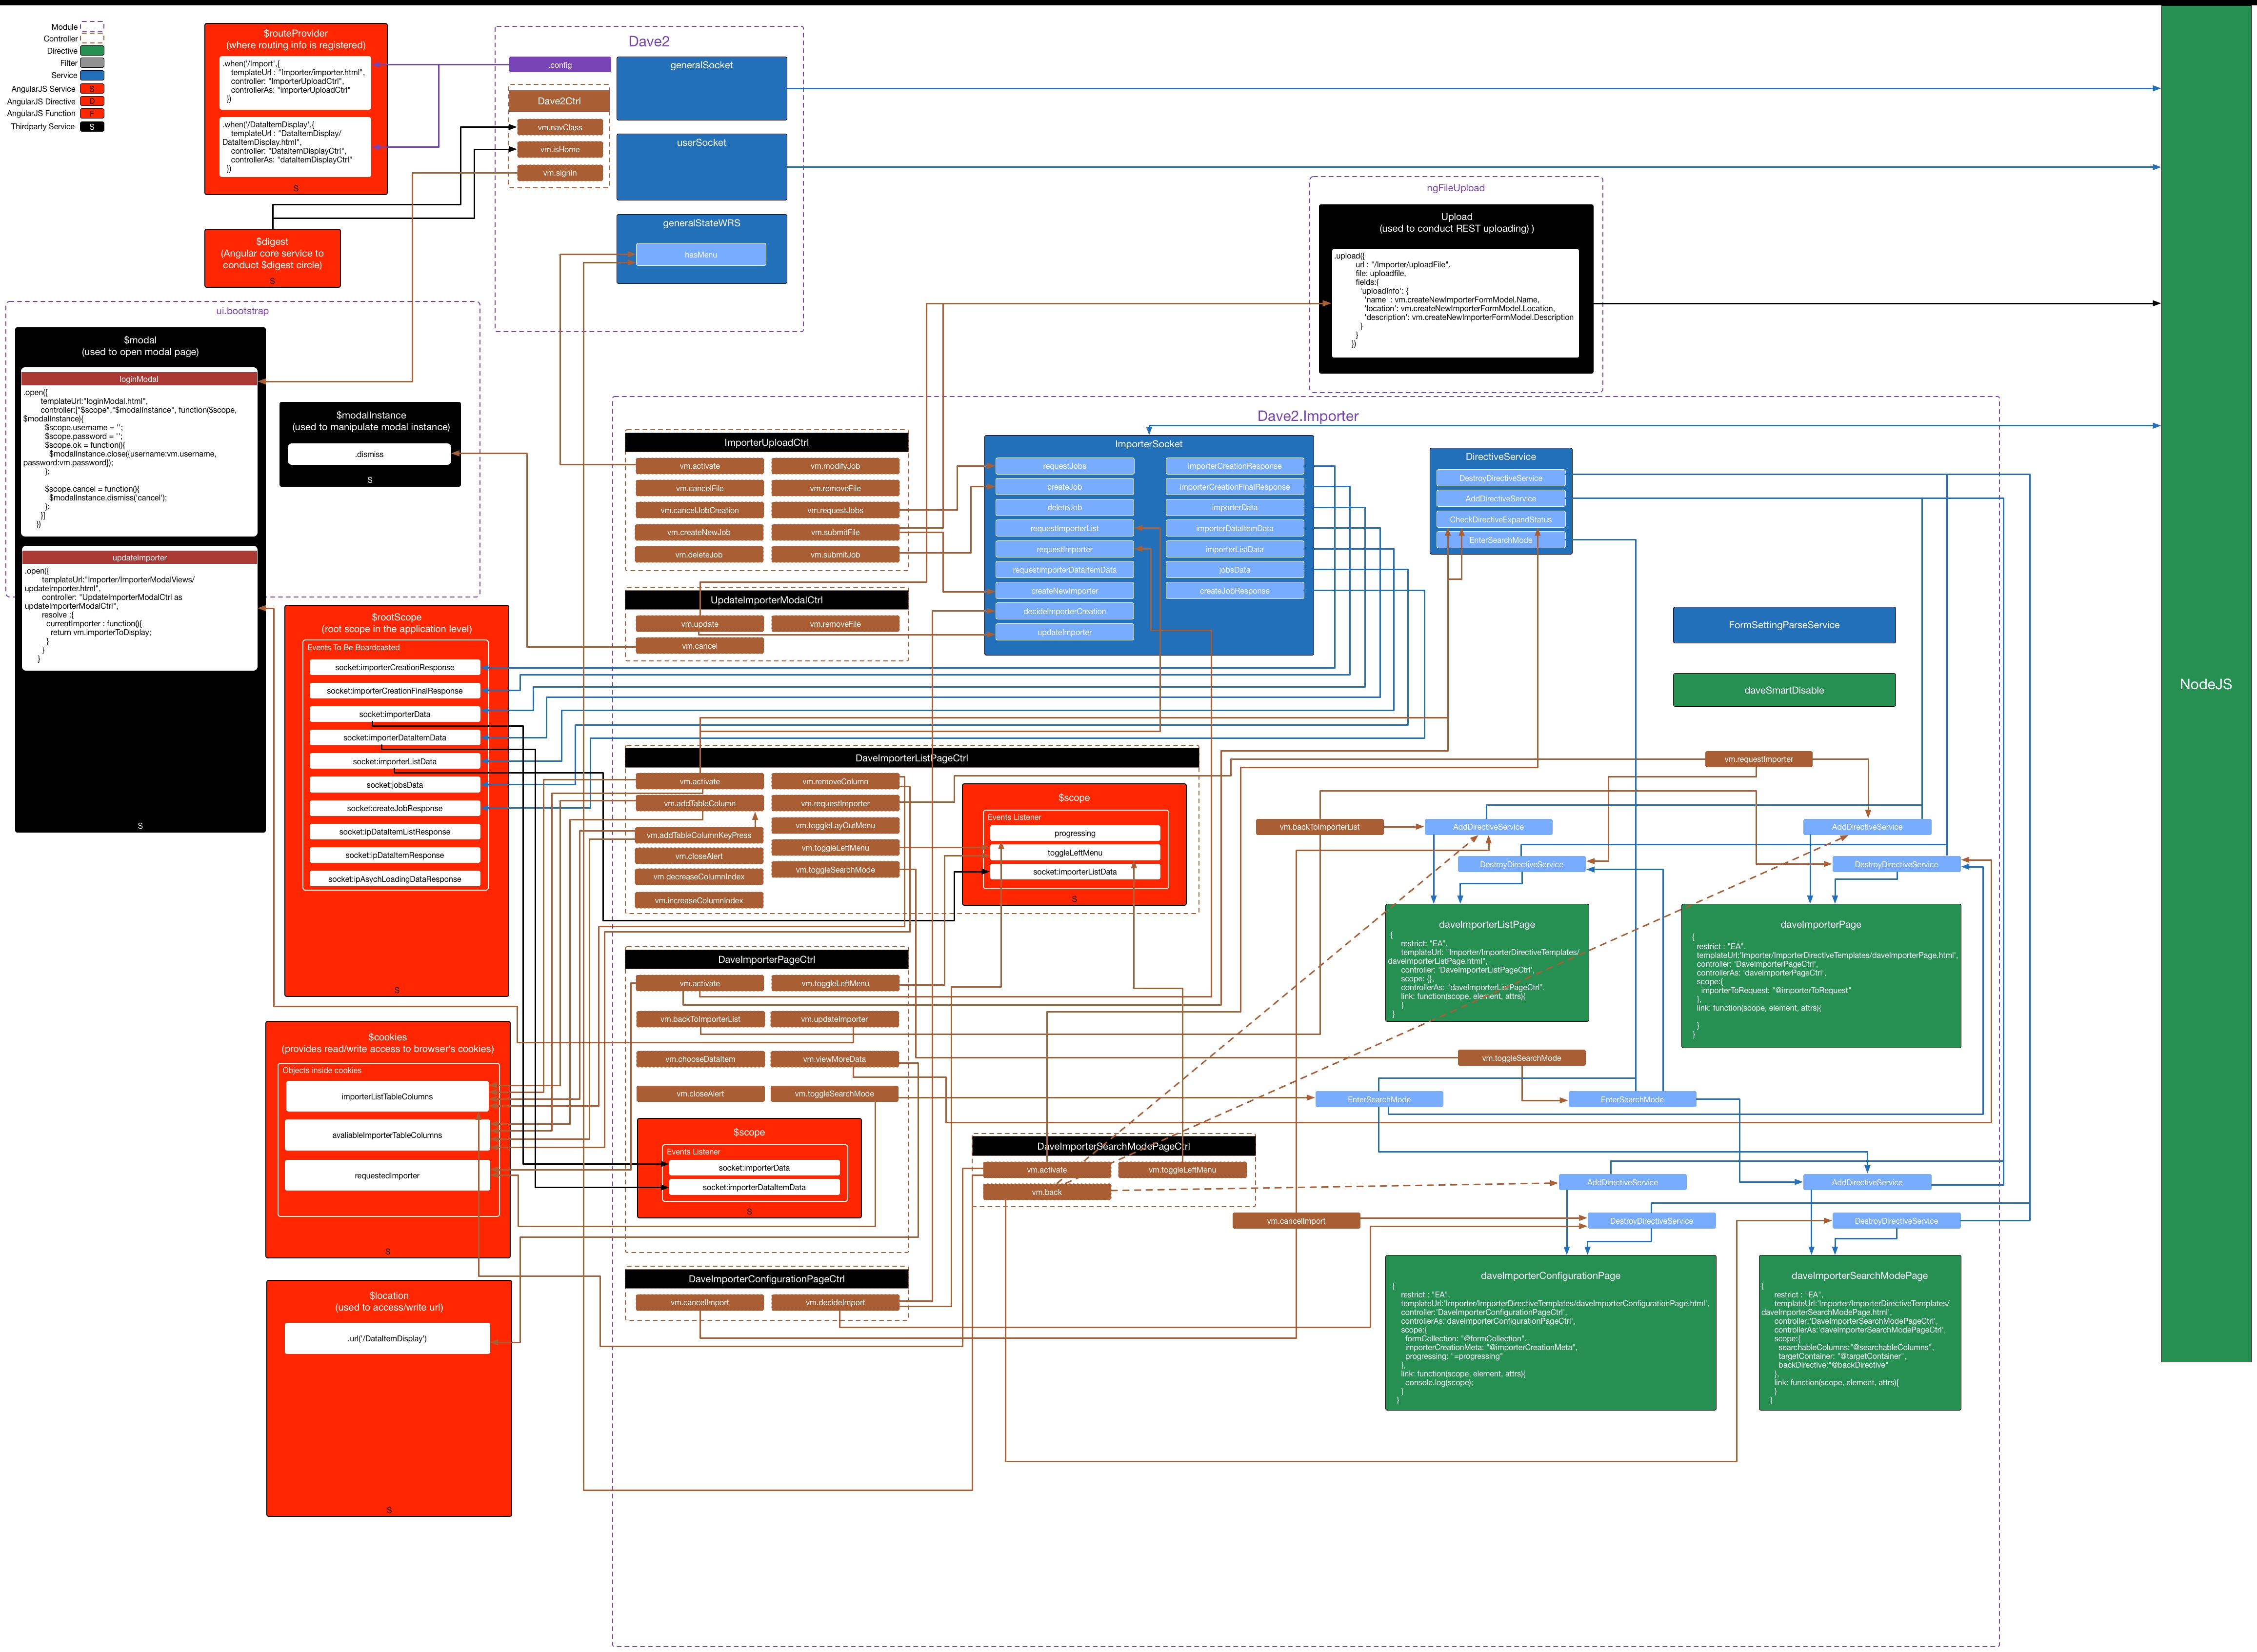 Module
Controller
Directive
Filter
Service
AngularJS Service S
AngularJS Directive D
AngularJS Function F
Thirdparty Service S
$routeProvider
(where routing info is registered)
.when('/Import',{
templateUrl : "Importer/importer.html",
controller: "ImporterUploadCtrl",
controllerAs: "importerUploadCtrl"
})
.when('/DataItemDisplay',{
templateUrl : "DataItemDisplay/
DataItemDisplay.html",
controller: "DataItemDisplayCtrl",
controllerAs: "dataItemDisplayCtrl"
})
S
$digest
(Angular core service to
conduct $digest circle)
S
Dave2
.config
Dave2Ctrl
vm.navClass
vm.isHome
vm.signIn
generalSocket
userSocket
generalStateWRS
hasMenu
ngFileUpload
Upload
(used to conduct REST uploading) )
.upload({
url : "/Importer/uploadFile",
file: uploadfile,
fields:{
'uploadInfo': {
'name' : vm.createNewImporterFormModel.Name,
'location': vm.createNewImporterFormModel.Location,
'description': vm.createNewImporterFormModel.Description
}
}
})
NodeJS
ui.bootstrap
$modal
(used to open modal page)
loginModal
.open({
templateUrl:"loginModal.html",
controller:["$scope","$modalInstance", function($scope,
$modalInstance){
$scope.username = '';
$scope.password = '';
$scope.ok = function(){
$modalInstance.close({username:vm.username,
password:vm.password});
};
$scope.cancel = function(){
$modalInstance.dismiss('cancel');
};
}]
})
updateImporter
.open({
templateUrl:"Importer/ImporterModalViews/
updateImporter.html",
controller: "UpdateImporterModalCtrl as
updateImporterModalCtrl",
resolve :{
currentImporter : function(){
return vm.importerToDisplay;
}
}
}
S
$modalInstance
(used to manipulate modal instance)
.dismiss
S
$rootScope
(root scope in the application level)
Events To Be Boardcasted
socket:importerCreationResponse
socket:importerCreationFinalResponse
socket:importerData
socket:importerDataItemData
socket:importerListData
socket:jobsData
socket:createJobResponse
socket:ipDataItemListResponse
socket:ipDataItemResponse
socket:ipAsychLoadingDataResponse
S
$cookies
(provides read/write access to browser's cookies)
Objects inside cookies
importerListTableColumns
avaliableImporterTableColumns
requestedImporter
S
$location
(used to access/write url)
.url('/DataItemDisplay')
S
Dave2.Importer
ImporterUploadCtrl
vm.activate
vm.modifyJob
vm.cancelFile
vm.removeFile
vm.cancelJobCreation
vm.requestJobs
vm.createNewJob
vm.submitFile
vm.deleteJob
vm.submitJob
UpdateImporterModalCtrl
vm.update
vm.removeFile
vm.cancel
ImporterSocket
requestJobs
importerCreationResponse
createJob
importerCreationFinalResponse
deleteJob
importerData
requestImporterList
importerDataItemData
requestImporter
importerListData
requestImporterDataItemData
jobsData
createNewImporter
createJobResponse
decideImporterCreation
updateImporter
DirectiveService
DestroyDirectiveService
AddDirectiveService
CheckDirectiveExpandStatus
EnterSearchMode
FormSettingParseService
daveSmartDisable
DaveImporterListPageCtrl
vm.activate
vm.removeColumn
vm.addTableColumn
vm.requestImporter
vm.toggleLayOutMenu
vm.addTableColumnKeyPress
vm.toggleLeftMenu
vm.closeAlert
vm.toggleSearchMode
vm.decreaseColumnIndex
vm.increaseColumnIndex
$scope
Events Listener
progressing
toggleLeftMenu
socket:importerListData
S
vm.requestImporter
vm.backToImporterList
AddDirectiveService
AddDirectiveService
DestroyDirectiveService
DestroyDirectiveService
daveImporterListPage
{
restrict: "EA",
templateUrl: "Importer/ImporterDirectiveTemplates/
daveImporterListPage.html",
controller: 'DaveImporterListPageCtrl',
scope: {},
controllerAs: "daveImporterListPageCtrl",
link: function(scope, element, attrs){
}
}
daveImporterPage
{
restrict : "EA",
templateUrl:'Importer/ImporterDirectiveTemplates/daveImporterPage.html',
controller: 'DaveImporterPageCtrl',
controllerAs: 'daveImporterPageCtrl',
scope:{
importerToRequest: "@importerToRequest"
},
link: function(scope, element, attrs){
}
}
DaveImporterPageCtrl
vm.activate
vm.toggleLeftMenu
vm.backToImporterList
vm.updateImporter
vm.chooseDataItem
vm.viewMoreData
vm.closeAlert
vm.toggleSearchMode
$scope
Events Listener
socket:importerData
socket:importerDataItemData
S
vm.toggleSearchMode
EnterSearchMode
EnterSearchMode
DaveImporterSearchModePageCtrl
vm.activate
vm.toggleLeftMenu
vm.back
AddDirectiveService
AddDirectiveService
vm.cancelImport
DestroyDirectiveService
DestroyDirectiveService
DaveImporterConfigurationPageCtrl
vm.cancelImport
vm.decideImport
daveImporterConfigurationPage
{
restrict : "EA",
templateUrl:'Importer/ImporterDirectiveTemplates/daveImporterConfigurationPage.html',
controller:'DaveImporterConfigurationPageCtrl',
controllerAs:'daveImporterConfigurationPageCtrl',
scope:{
formCollection: "@formCollection",
importerCreationMeta: "@importerCreationMeta",
progressing: "=progressing"
},
link: function(scope, element, attrs){
console.log(scope);
}
}
daveImporterSearchModePage
{
restrict : "EA",
templateUrl:'Importer/ImporterDirectiveTemplates/
daveImporterSearchModePage.html',
controller:'DaveImporterSearchModePageCtrl',
controllerAs:'daveImporterSearchModePageCtrl',
scope:{
searchableColumns:"@searchableColumns",
targetContainer: "@targetContainer",
backDirective:"@backDirective"
},
link: function(scope, element, attrs){
}
}